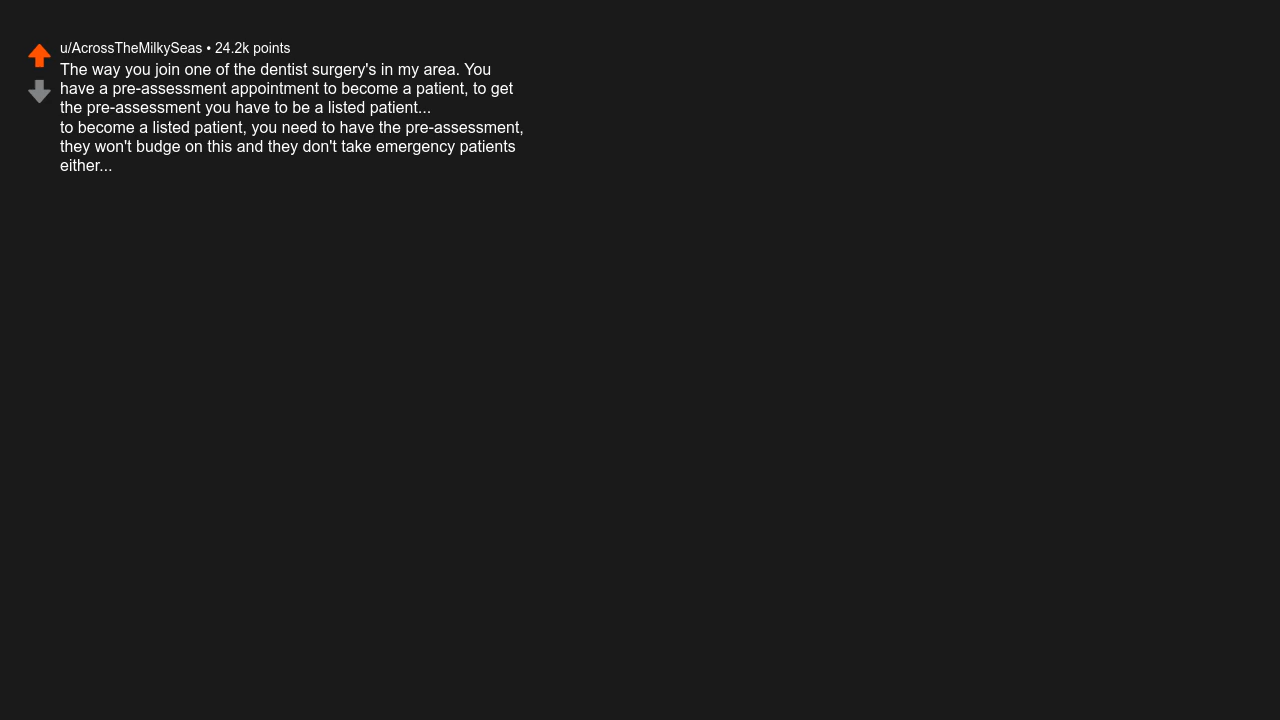 u/AcrossTheMilkySeas • 24.2k points
The way you join one of the dentist surgery's in my area. You
have a pre-assessment appointment to become a patient, to get
the pre-assessment you have to be a listed patient...
to become a listed patient, you need to have the pre-assessment,
they won't budge on this and they don't take emergency patients
either...